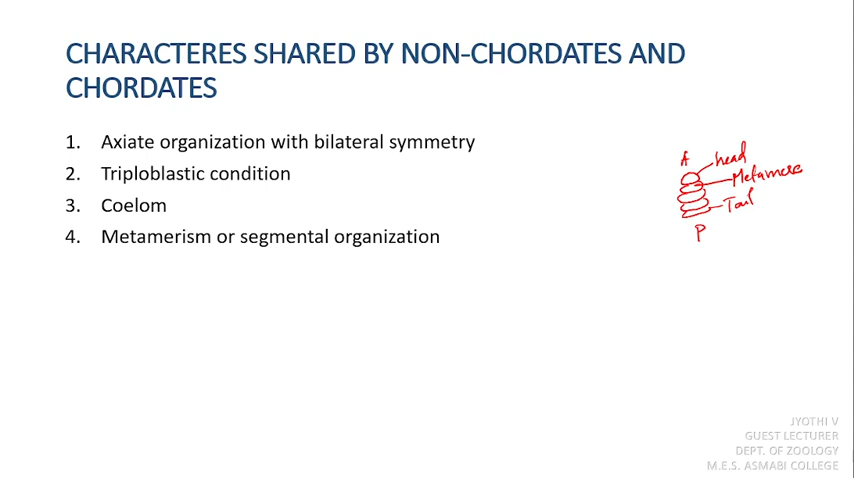 CHARACTERES SHARED BY NON-CHORDATES AND
CHORDATES
1. Axiate organization with bilateral symmetry
2. Triploblastic condition
3. Coelom
4. Metamerism or segmental organization
A
head
Metamere
Tail
P
JYOTHI V
GUEST LECTURER
DEPT. OF ZOOLOGY
M.E.S. ASMABI COLLEGE